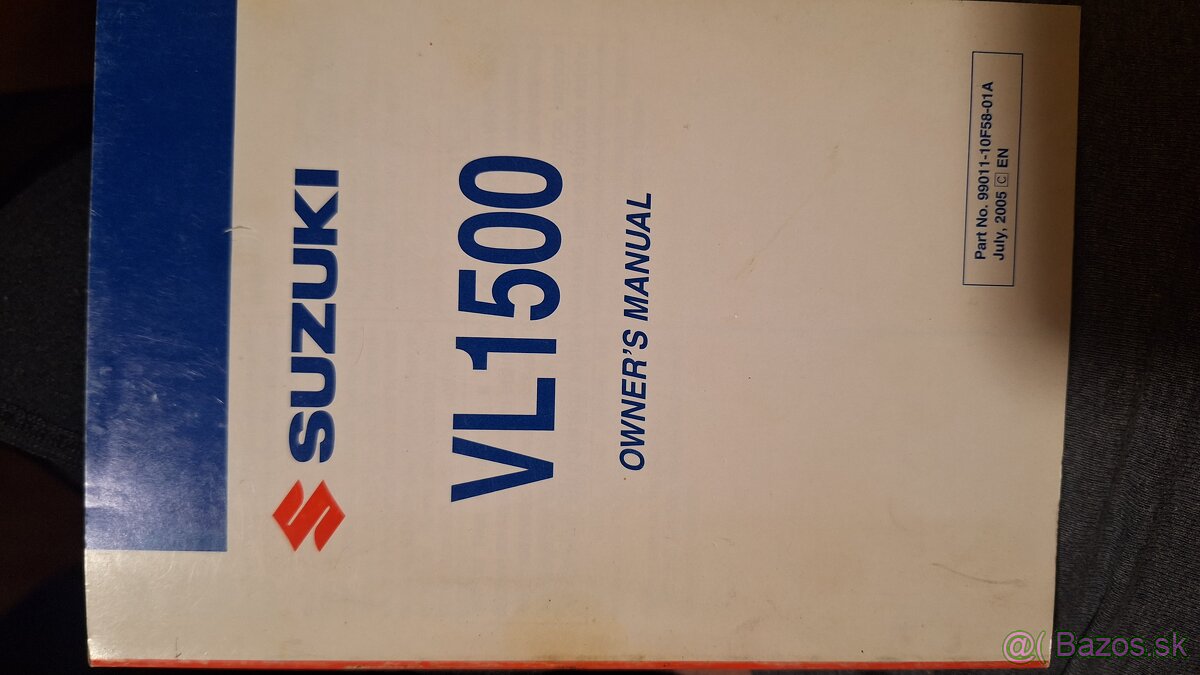 SUZUKI
VL1500
OWNER'S MANUAL
Part No. 99011-10F58-01A
July, 2005 C EN
@( Bazos.sk